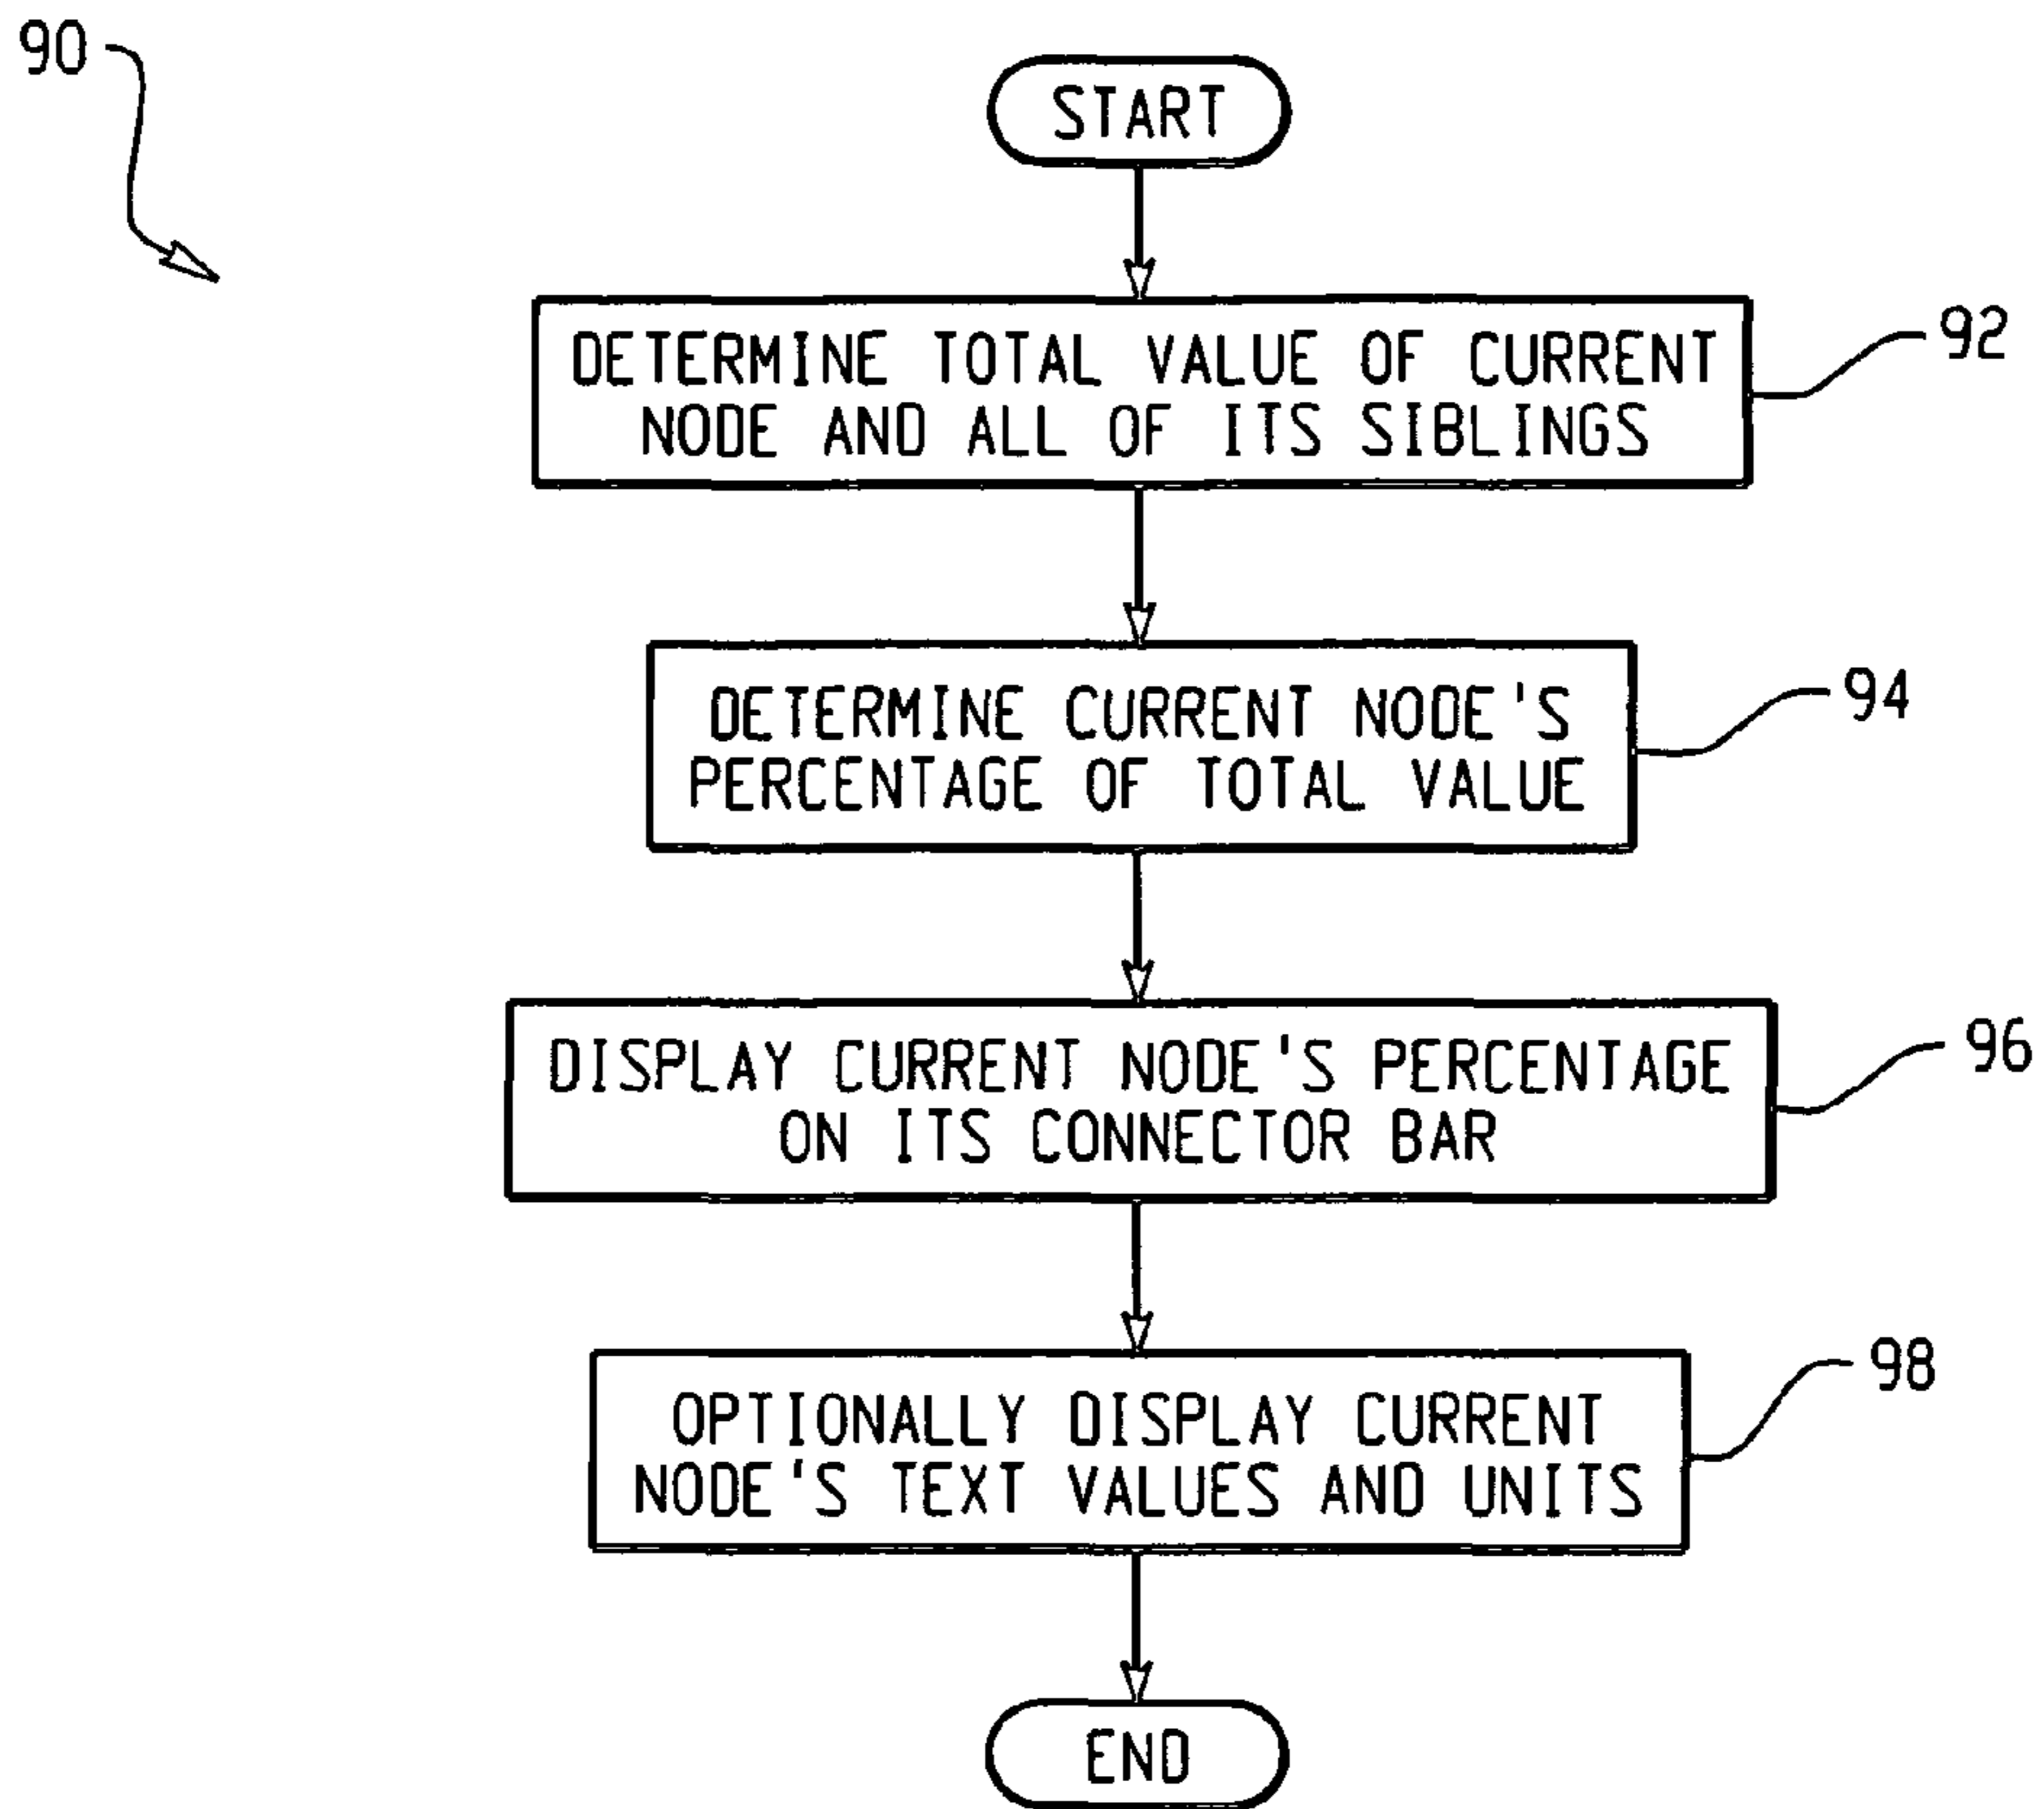 90
START
DETERMINE TOTAL VALUE OF CURRENT
NODE AND ALL OF ITS SIBLINGS
92
DETERMINE CURRENT NODE'S
PERCENTAGE OF TOTAL VALUE
94
DISPLAY CURRENT NODE'S PERCENTAGE
ON ITS CONNECTOR BAR
96
OPTIONALLY DISPLAY CURRENT
NODE'S TEXT VALUES AND UNITS
98
END